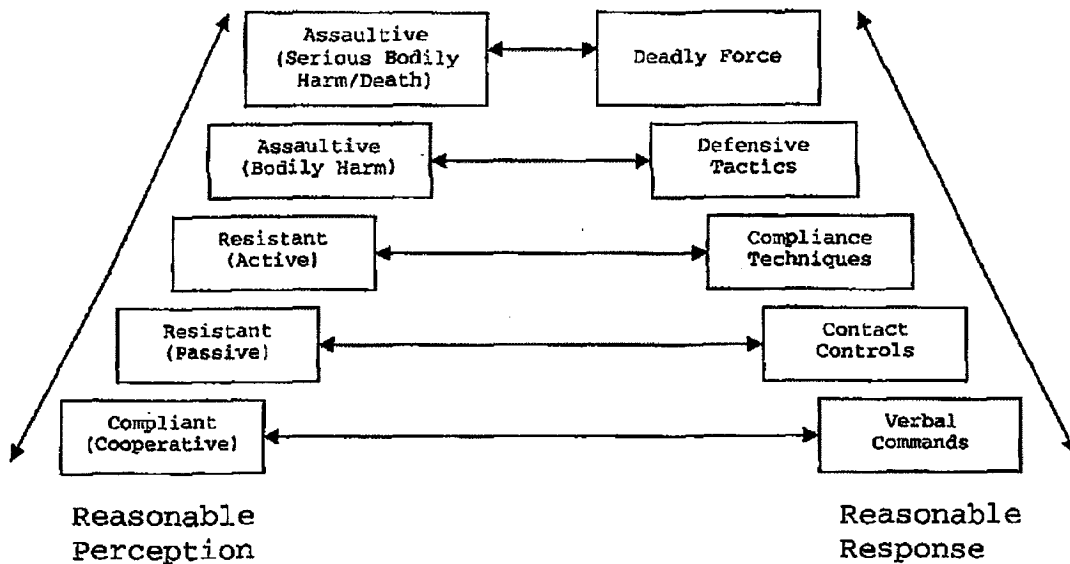 Assaultive
(Serious Bodily
Harm/Death)
Deadly Force
Assaultive
(Bodily Harm)
Defensive
Tactics
Resistant
(Active)
Compliance
Techniques
Resistant
(Passive)
Contact
Controls
Compliant
(Cooperative)
Verbal
Commands
Reasonable
Perception
Reasonable
Response